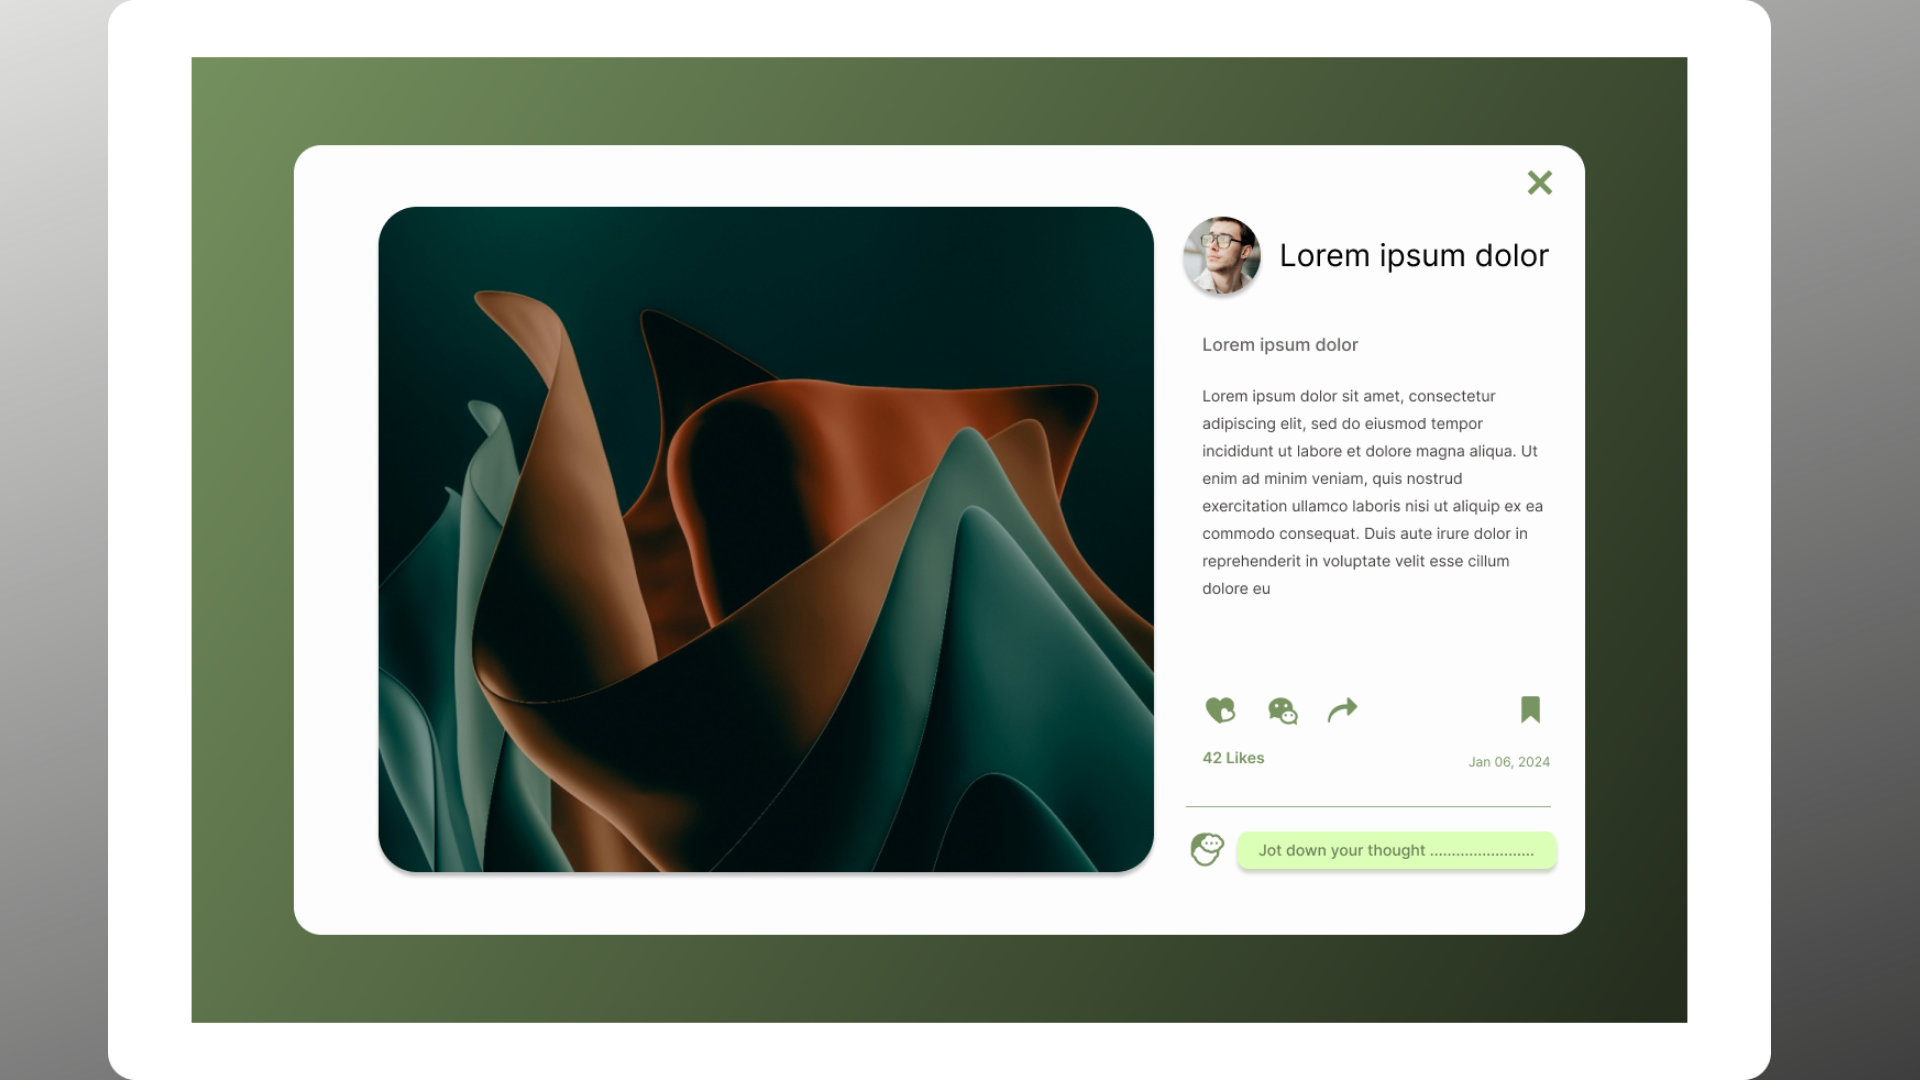 Lorem ipsum dolor
Lorem ipsum dolor
Lorem ipsum dolor sit amet, consectetur
adipiscing elit, sed do eiusmod tempor
incididunt ut labore et dolore magna aliqua. Ut
enim ad minim veniam, quis nostrud
exercitation ullamco laboris nisi ut aliquip ex ea
commodo consequat. Duis aute irure dolor in
reprehenderit in voluptate velit esse cillum
dolore eu
42 Likes
Jan 06, 2024
Jot down your thought ........................